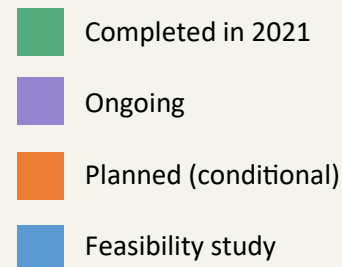 Completed in 2021
Ongoing
Planned (conditional)
Feasibility study